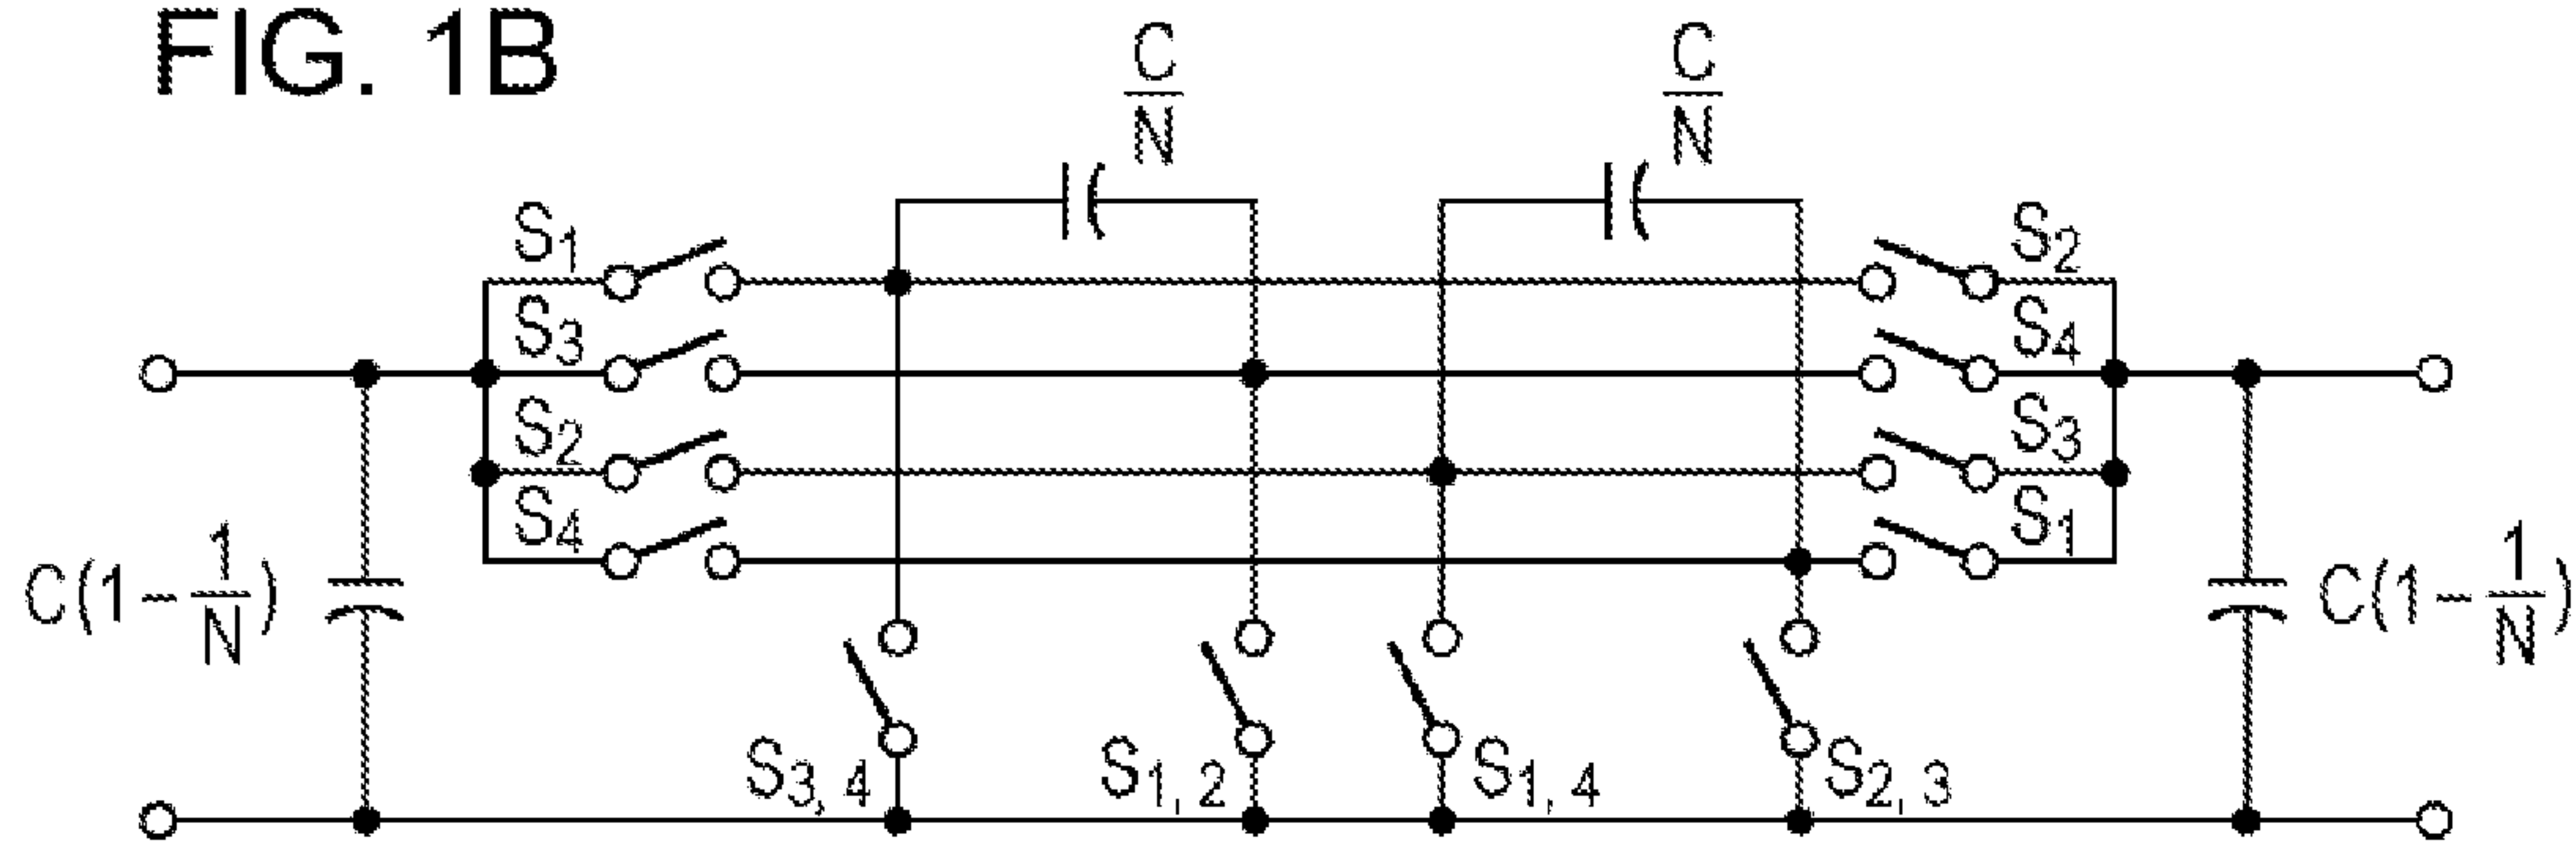 FIG. 1B
C/N
C/N
S1
S2
S3
S4
S2
S3
S4
S1
C(1-1/N)
C(1-1/N)
S3,4
S1,2
S1,4
S2,3